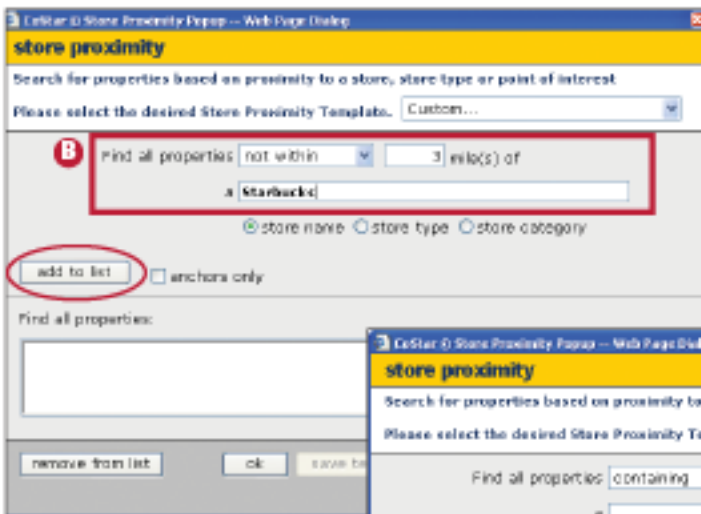 CoStar © Store Proximity Popup -- Web Page Dialog
store proximity
Search for properties based on proximity to a store, store type or point of interest
Please select the desired Store Proximity Template. Custom...
B
Find all properties not within 3 mile(s) of
a Starbucks
store name store type store category
add to list anchors only
Find all properties:
remove from list ok save
CoStar © Store Proximity Popup -- Web Page Dial
store proximity
Search for properties based on proximity to
Please select the desired Store Proximity Te
Find all properties containing